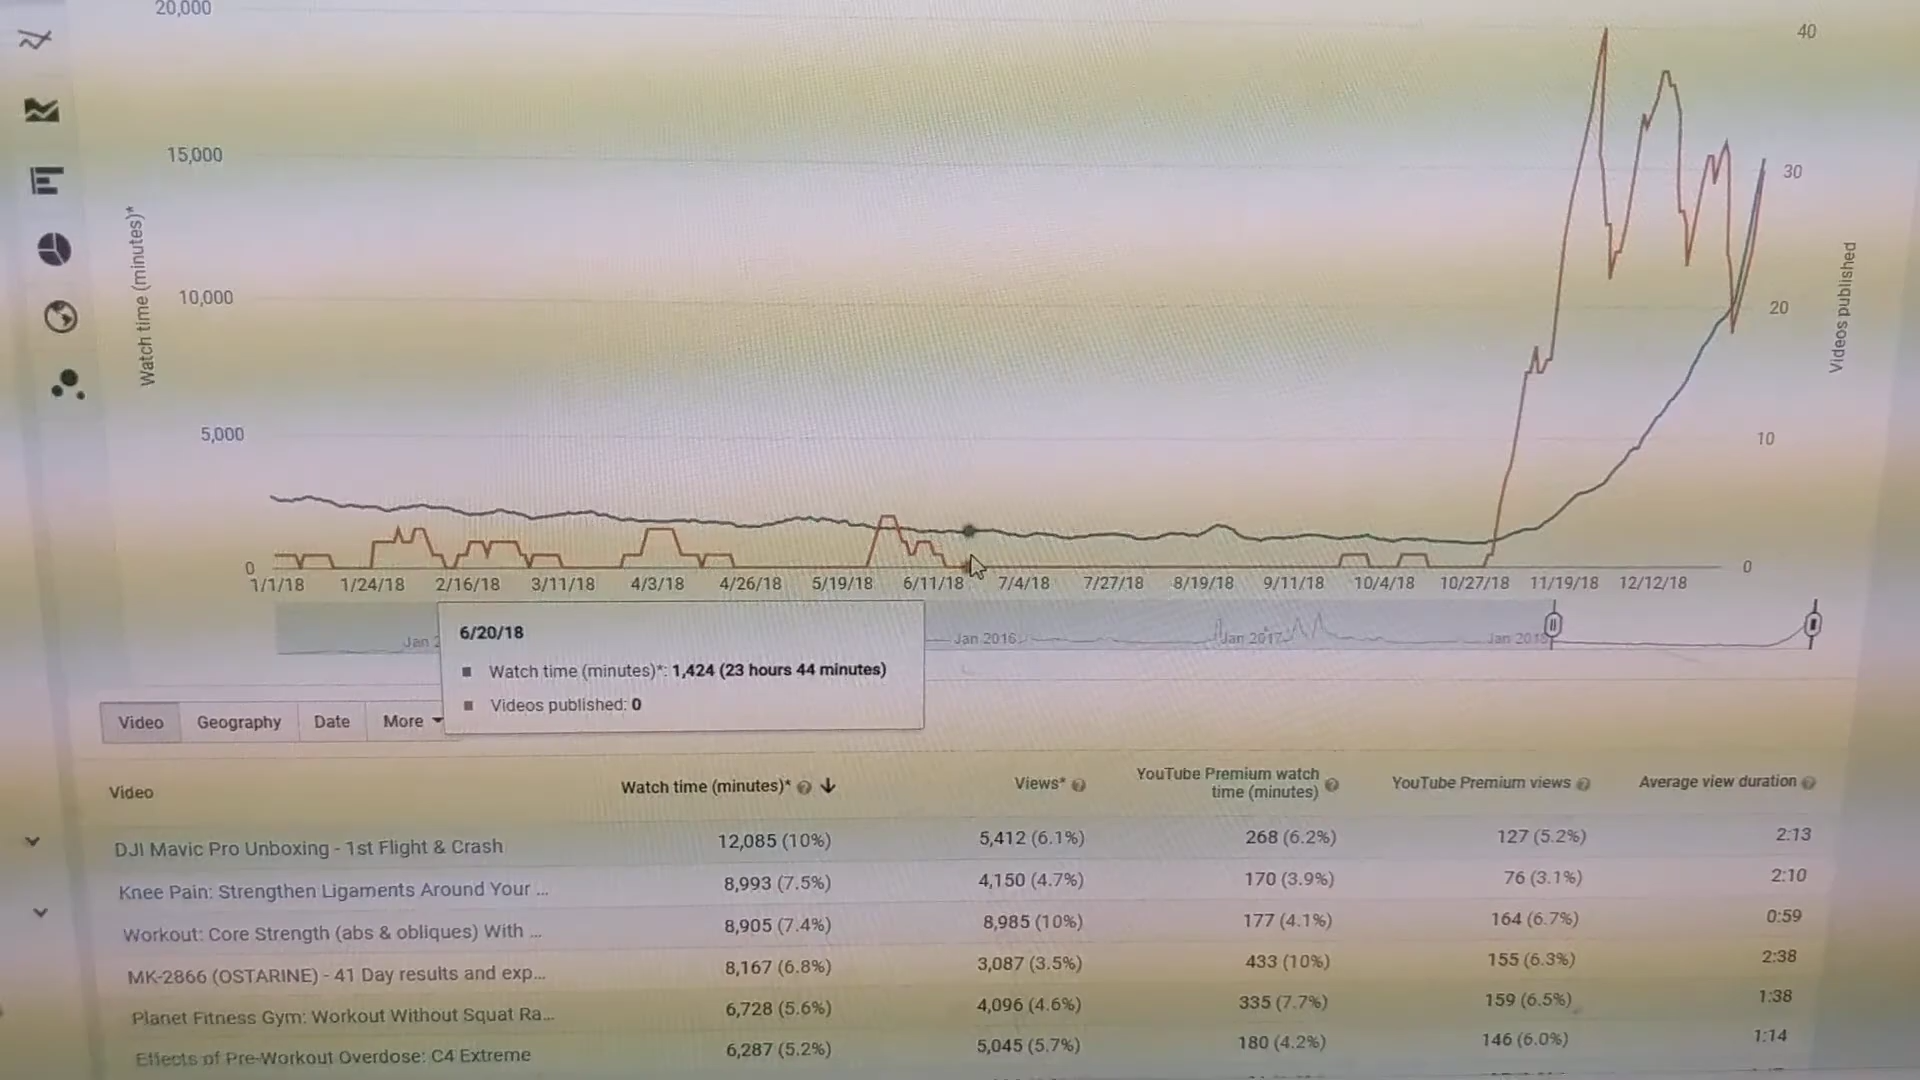 20,000
40
15,000
30
Watch time (minutes)*
10,000
20
Videos published
5,000
10
0
0
1/1/18 1/24/18 2/16/18 3/11/18 4/3/18 4/26/18 5/19/18 6/11/18 7/4/18 7/27/18 8/19/18 9/11/18 10/4/18 10/27/18 11/19/18 12/12/18
Jan 2 Jan 2016 Jan 2017 Jan 2018
6/20/18
Watch time (minutes)*: 1,424 (23 hours 44 minutes)
Videos published: 0
Video Geography Date More
Video Watch time (minutes)* Views* YouTube Premium watch time (minutes) YouTube Premium views Average view duration
DJI Mavic Pro Unboxing - 1st Flight & Crash 12,085 (10%) 5,412 (6.1%) 268 (6.2%) 127 (5.2%) 2:13
Knee Pain: Strengthen Ligaments Around Your ... 8,993 (7.5%) 4,150 (4.7%) 170 (3.9%) 76 (3.1%) 2:10
Workout: Core Strength (abs & obliques) With ... 8,905 (7.4%) 8,985 (10%) 177 (4.1%) 164 (6.7%) 0:59
MK-2866 (OSTARINE) - 41 Day results and exp... 8,167 (6.8%) 3,087 (3.5%) 433 (10%) 155 (6.3%) 2:38
Planet Fitness Gym: Workout Without Squat Ra... 6,728 (5.6%) 4,096 (4.6%) 335 (7.7%) 159 (6.5%) 1:38
Effects of Pre-Workout Overdose: C4 Extreme 6,287 (5.2%) 5,045 (5.7%) 180 (4.2%) 146 (6.0%) 1:14